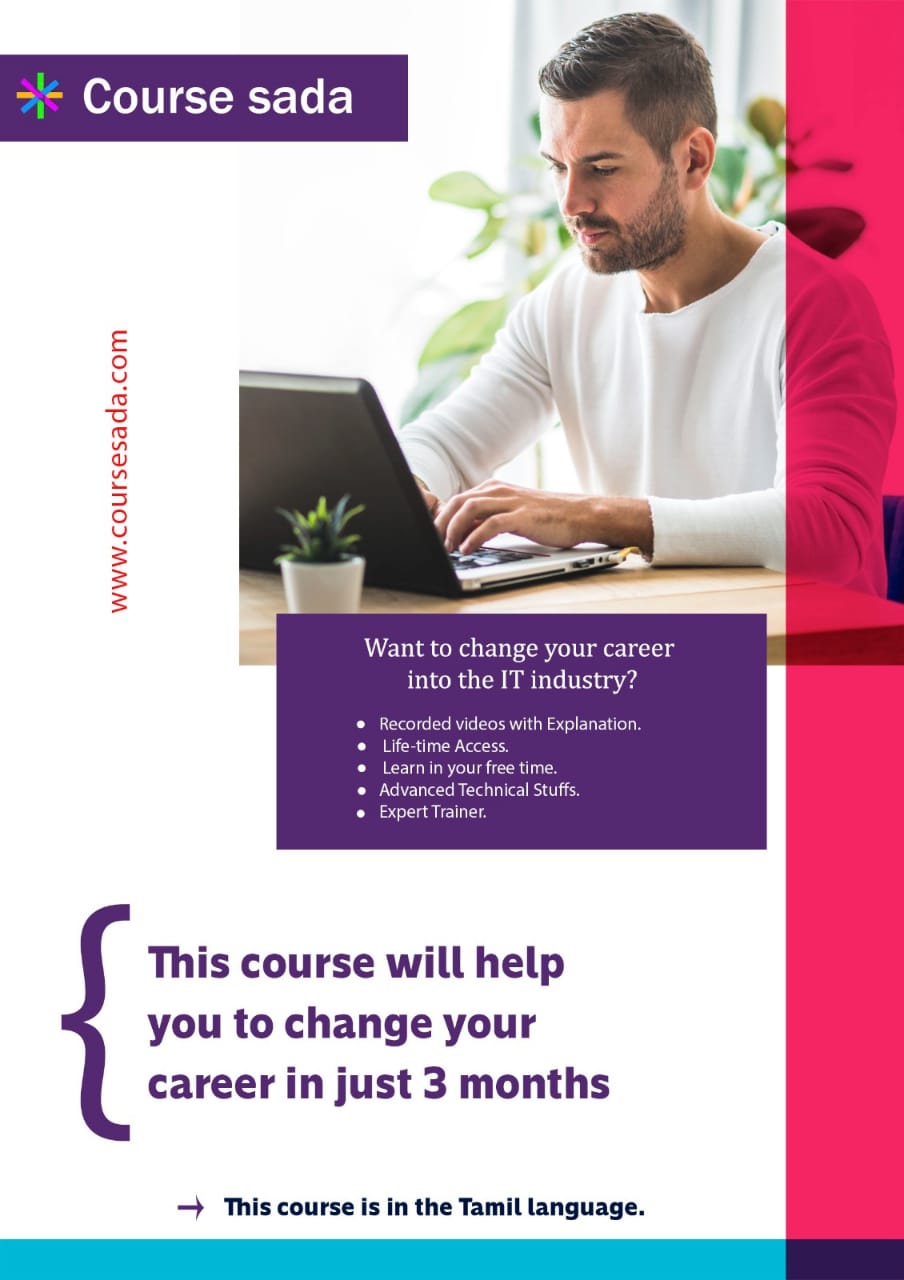 Course sada
www.coursesada.com
Want to change your career
into the IT industry?
● Recorded videos with Explanation.
● Life-time Access.
● Learn in your free time.
● Advanced Technical Stuffs.
● Expert Trainer.
This course will help
you to change your
career in just 3 months
→ This course is in the Tamil language.